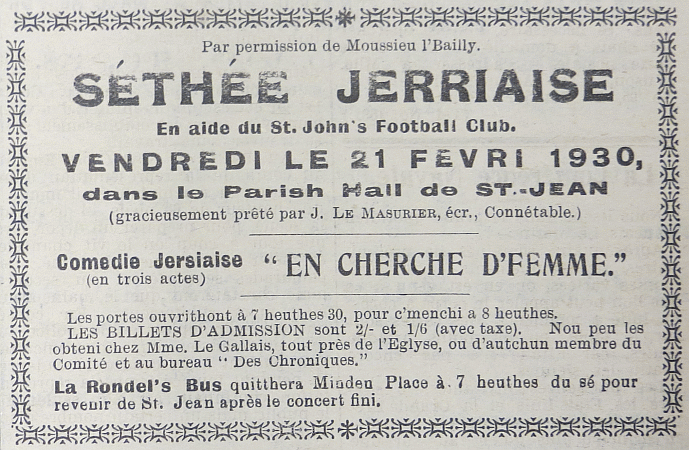 Par permission de Moussieu l'Bailly.
SÉTHÉE JERRIAISE
En aide du St. John's Football Club.
VENDREDI LE 21 FEVRI 1930,
dans le Parish Hall de ST.-JEAN
(gracieusement prêté par J. LE MASURIER, écr., Connétable.)
Comedie Jersiaise
(en trois actes)
"EN CHERCHE D'FEMME."
Les portes ouvrithont à 7 heuthes 30, pour c'menchi a 8 heuthes.
LES BILLETS D'ADMISSION sont 2/- et 1/6 (avec taxe). Nou peu les
obteni chez Mme. Le Gallais, tout près de l'Eglyse, ou d'autchun membre du
Comité et au bureau "Des Chroniques."
La Rondel's Bus quitthera Minden Place à 7 heuthes du sé pour
revenir de St. Jean après le concert fini.